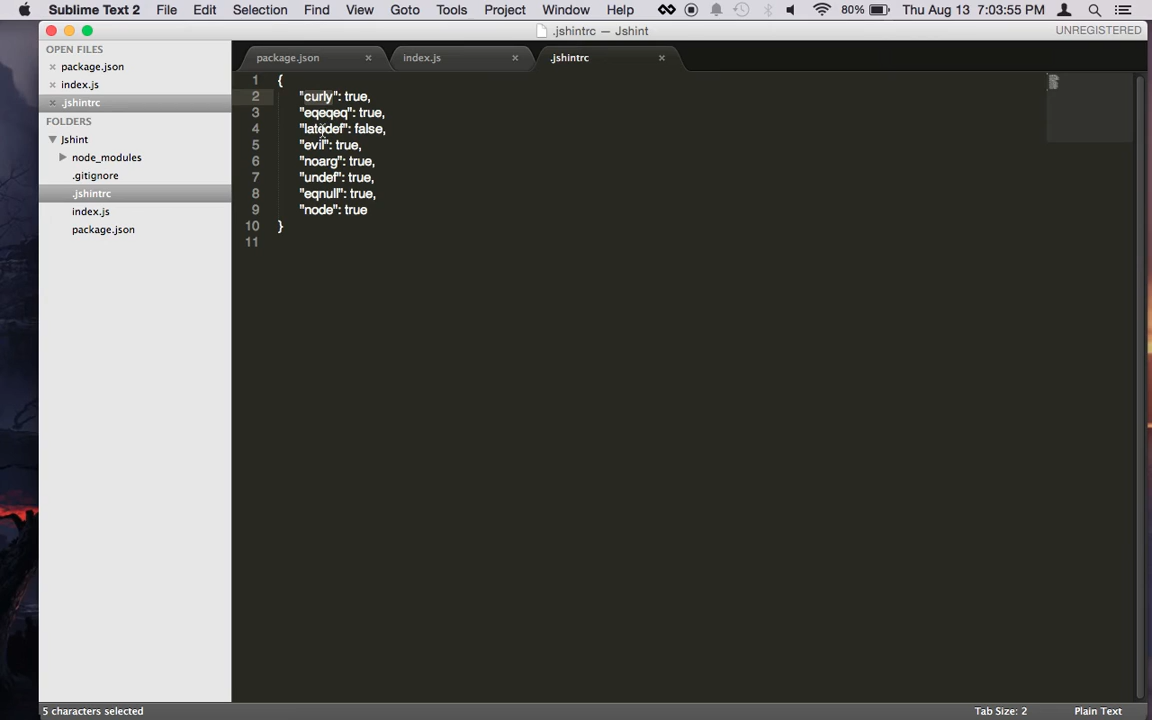 Sublime Text 2 File Edit Selection Find View Goto Tools Project Window Help 80% Thu Aug 13 7:03:55 PM
.jshintrc — Jshint UNREGISTERED
OPEN FILES
package.json
index.js
.jshintrc
FOLDERS
Jshint
node_modules
.gitignore
.jshintrc
index.js
package.json
package.json index.js .jshintrc
1 {
2 "curly": true,
3 "eqeqeq": true,
4 "latedef": false,
5 "evil": true,
6 "noarg": true,
7 "undef": true,
8 "eqnull": true,
9 "node": true
10 }
11
5 characters selected Tab Size: 2 Plain Text